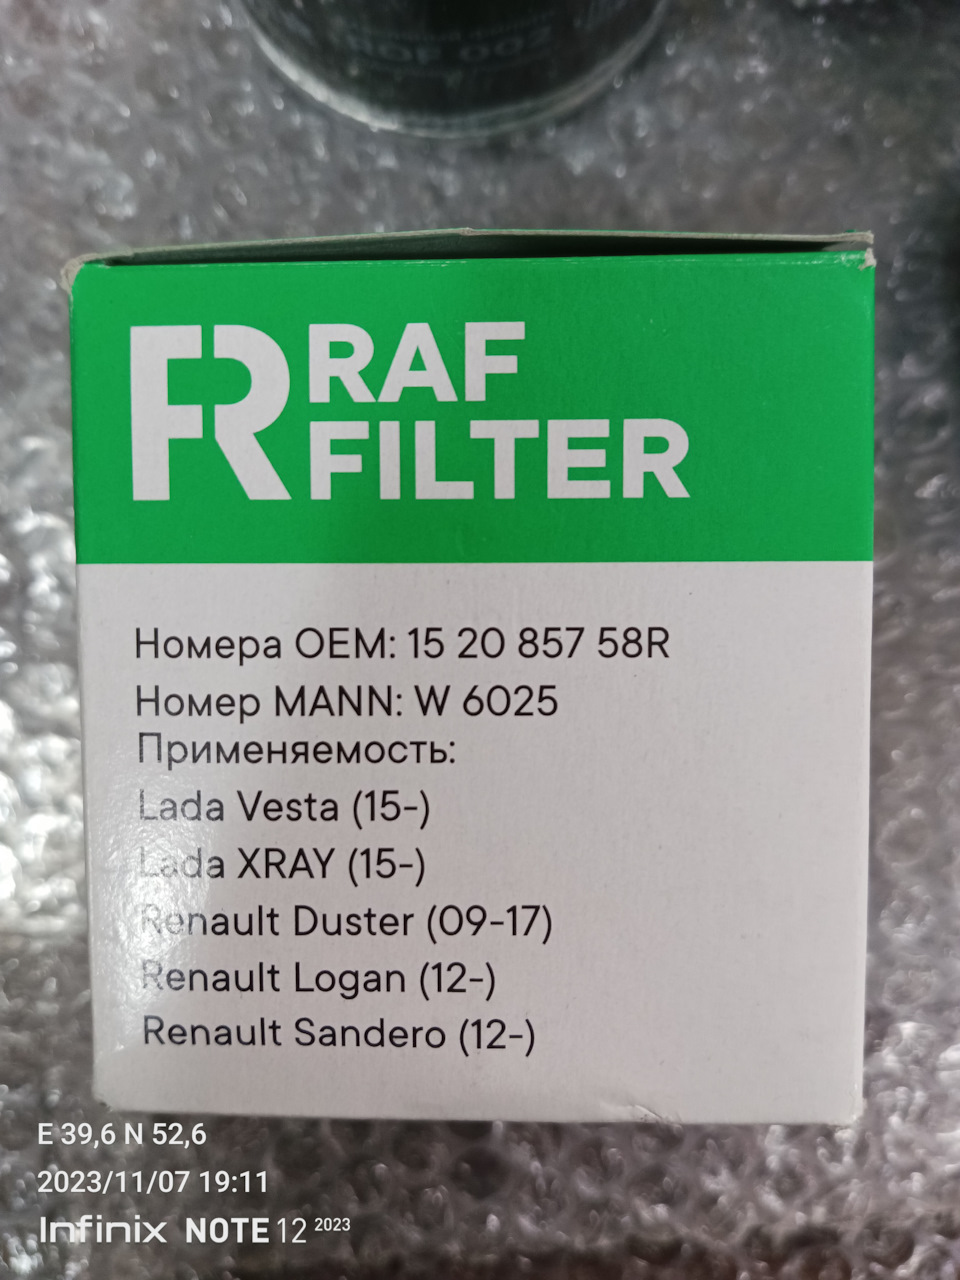 RAF
FILTER
Номера OEM: 15 20 857 58R
Номер MANN: W 6025
Применяемость:
Lada Vesta (15-)
Lada XRAY (15-)
Renault Duster (09-17)
Renault Logan (12-)
Renault Sandero (12-)
E 39,6 N 52,6
2023/11/07 19:11
Infinix NOTE 12 2023